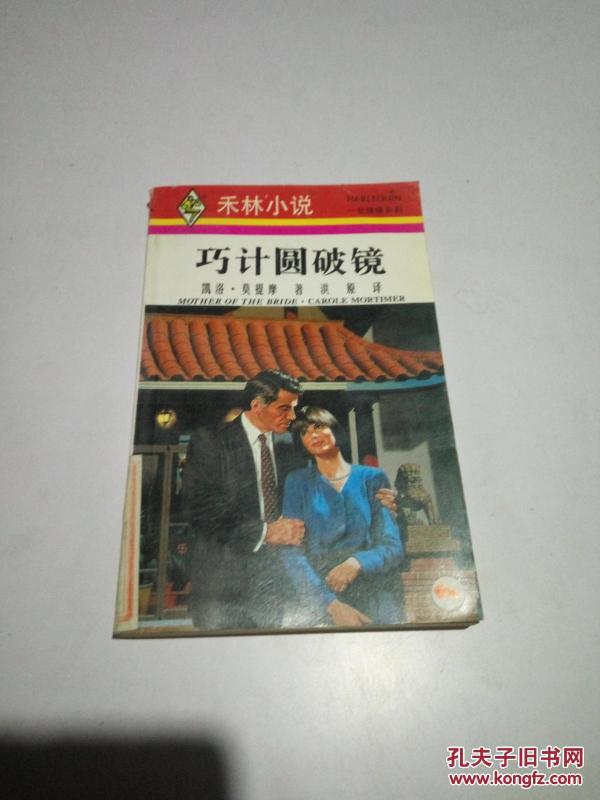 禾林小说
HARLEQUIN
巧计圆破镜
凯洛·莫提摩 著 洪原 译
MOTHER OF THE BRIDE · CAROLE MORTIMER
孔夫子旧书网
www.kongfz.com